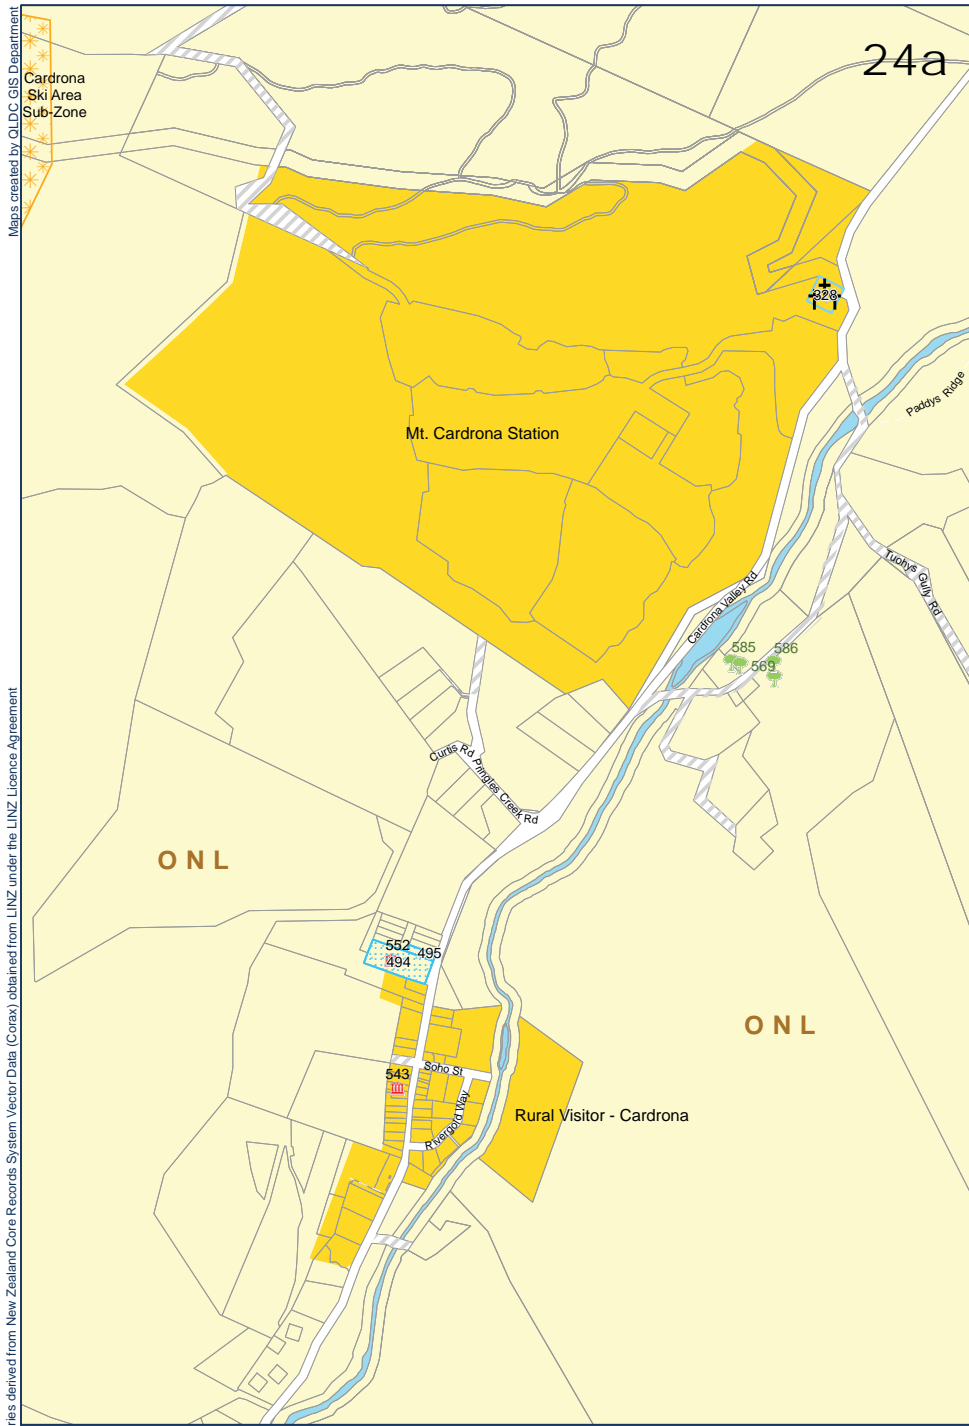 24a
Cardrona
Ski Area
Sub-Zone
Maps created by QLDC GIS Department
328
Paddys Ridge
Mt. Cardrona Station
Tuohys Gully Rd
Cardrona Valley Rd
585
586
569
Curtis Rd
Pringles Creek Rd
ONL
552
495
494
ONL
Soho St
543
Rivergold Way
Rural Visitor - Cardrona
ries derived from New Zealand Core Records System Vector Data (Corax) obtained from LINZ under the LINZ Licence Agreement